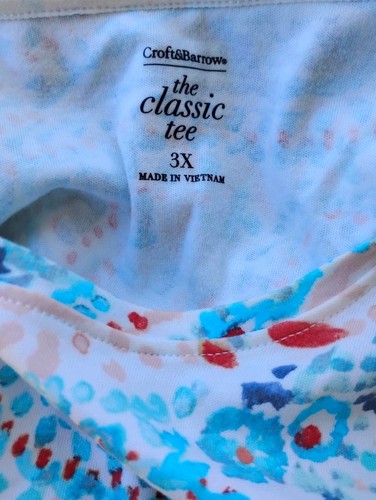 Croft&Barrow®
the
classic
tee
3X
MADE IN VIETNAM